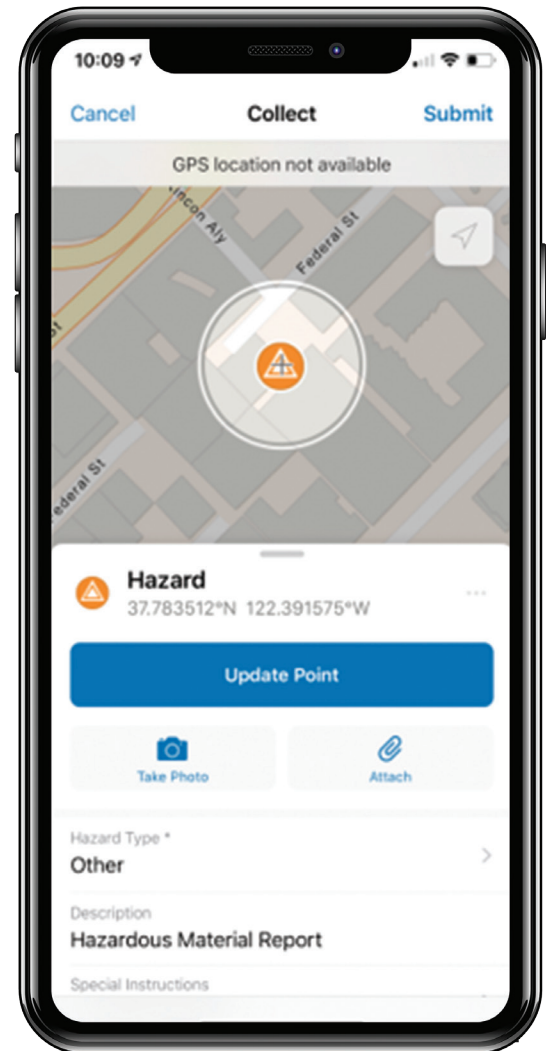 10:09
Cancel Collect Submit
GPS location not available
Federal St
Federal St
Hazard
37.783512°N 122.391575°W
Update Point
Take Photo Attach
Hazard Type *
Other
Description
Hazardous Material Report
Special Instructions